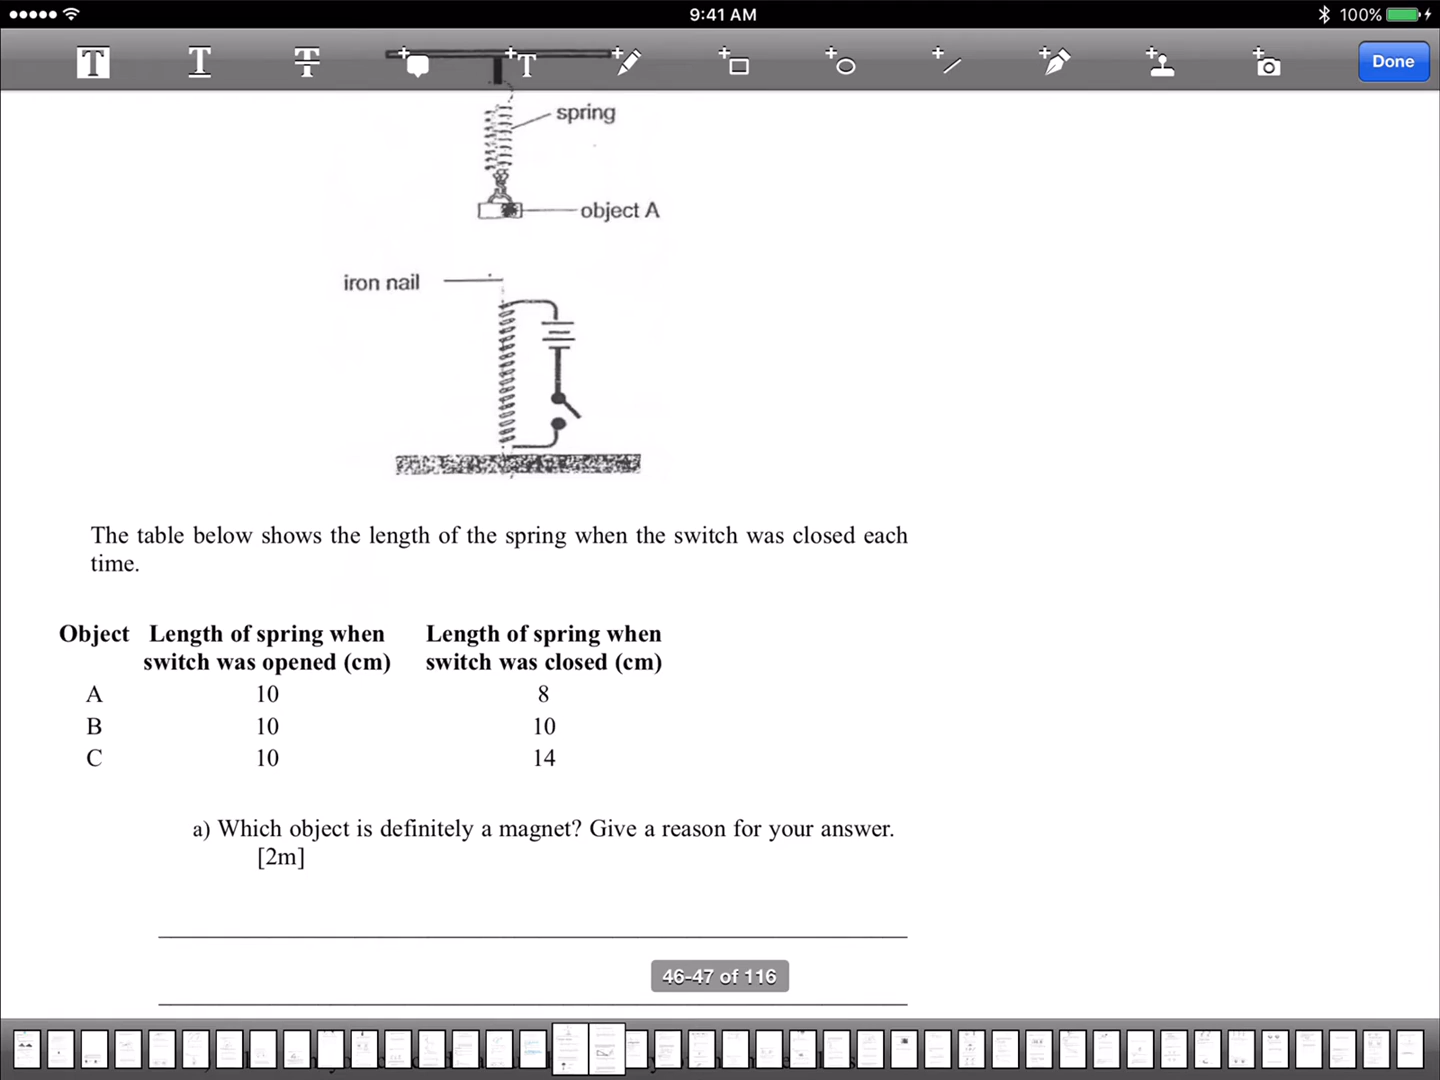 9:41 AM
100%
Done
spring
object A
iron nail
The table below shows the length of the spring when the switch was closed each
time.
Object Length of spring when switch was opened (cm) Length of spring when switch was closed (cm)
A 10 8
B 10 10
C 10 14
a) Which object is definitely a magnet? Give a reason for your answer.
[2m]
46-47 of 116